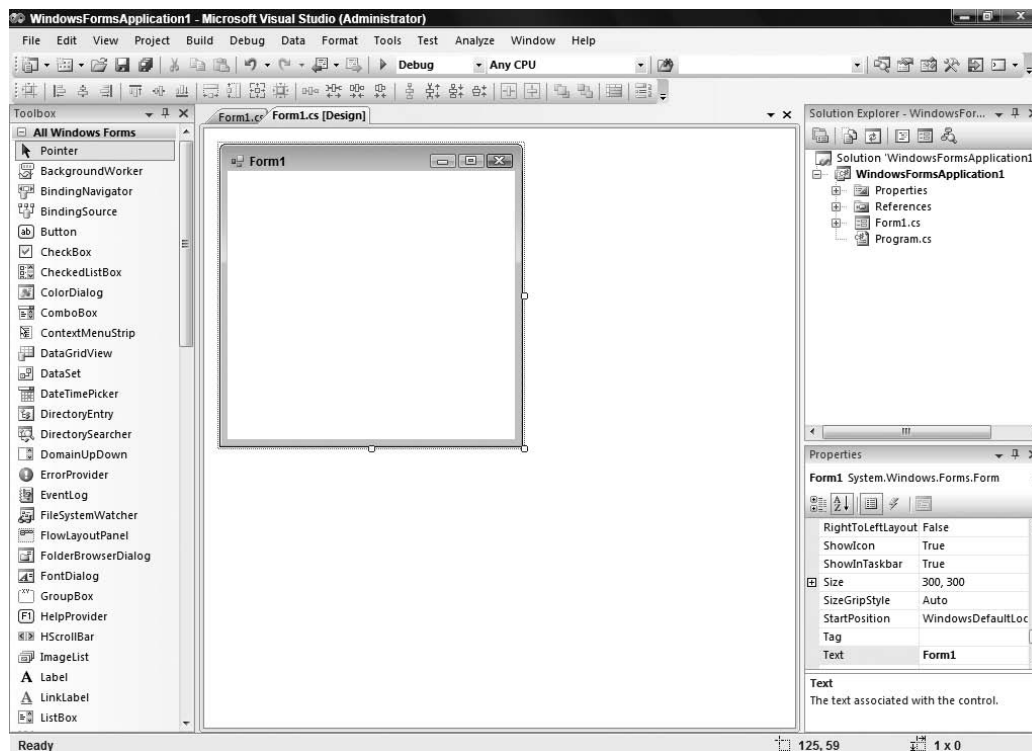 WindowsFormsApplication1 - Microsoft Visual Studio (Administrator)
File Edit View Project Build Debug Data Format Tools Test Analyze Window Help
Debug Any CPU
Toolbox
All Windows Forms
Pointer
BackgroundWorker
BindingNavigator
BindingSource
Button
CheckBox
CheckedListBox
ColorDialog
ComboBox
ContextMenuStrip
DataGridView
DataSet
DateTimePicker
DirectoryEntry
DirectorySearcher
DomainUpDown
ErrorProvider
EventLog
FileSystemWatcher
FlowLayoutPanel
FolderBrowserDialog
FontDialog
GroupBox
HelpProvider
HScrollBar
ImageList
Label
LinkLabel
ListBox
Form1.cs Form1.cs [Design]
Form1
Solution Explorer - WindowsFor...
Solution 'WindowsFormsApplication1
WindowsFormsApplication1
Properties
References
Form1.cs
Program.cs
Properties
Form1 System.Windows.Forms.Form
RightToLeftLayout False
ShowIcon True
ShowInTaskbar True
Size 300, 300
SizeGripStyle Auto
StartPosition WindowsDefaultLoc
Tag
Text Form1
Text
The text associated with the control.
Ready 125, 59 1 x 0